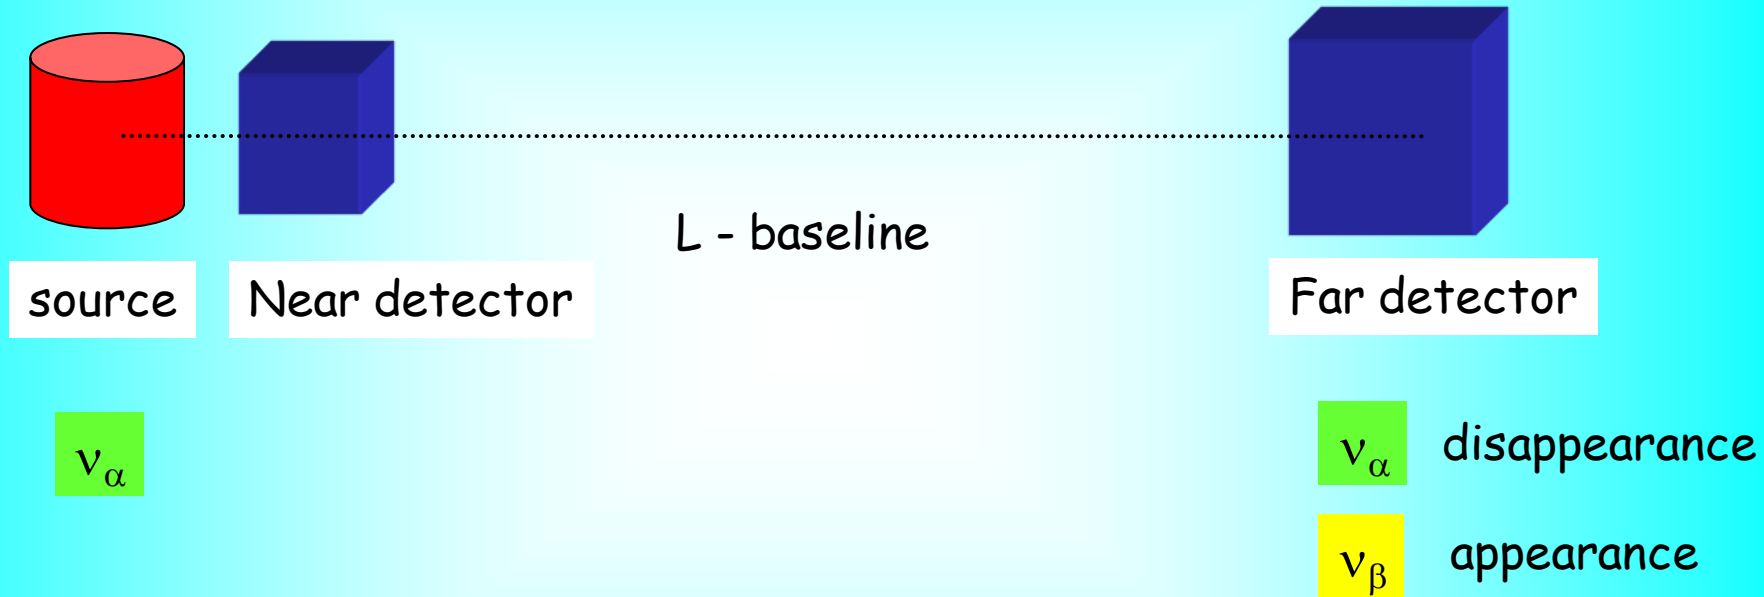 L - baseline
source
Near detector
Far detector
να
να disappearance
νβ appearance